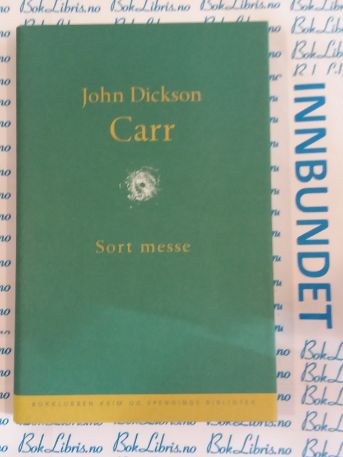 John Dickson
Carr
Sort messe
BOKKLUBBEN KRIM OG SPENNINGS BIBLIOTEK
INNBUNDET
BokLibris.no